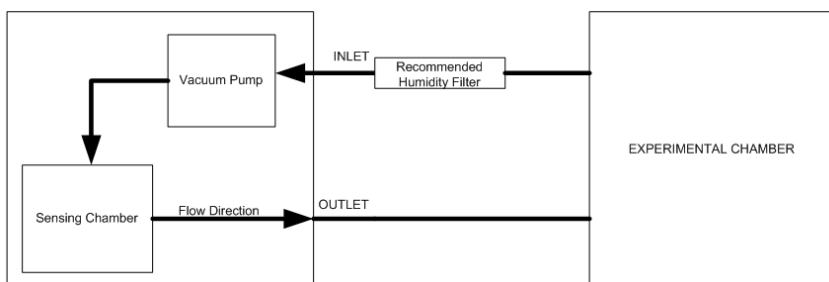 INLET
Recommended
Humidity Filter
Vacuum Pump
EXPERIMENTAL CHAMBER
Sensing Chamber
Flow Direction
OUTLET